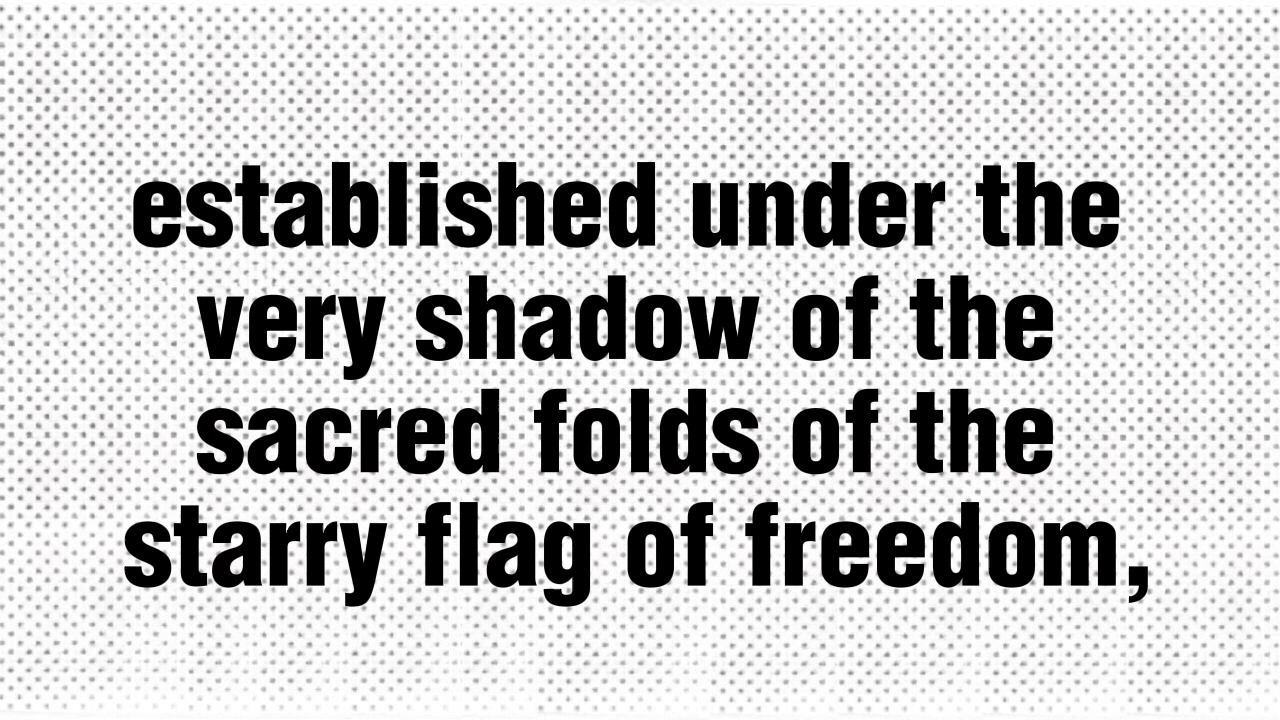 established under the
very shadow of the
sacred folds of the
starry flag of freedom,